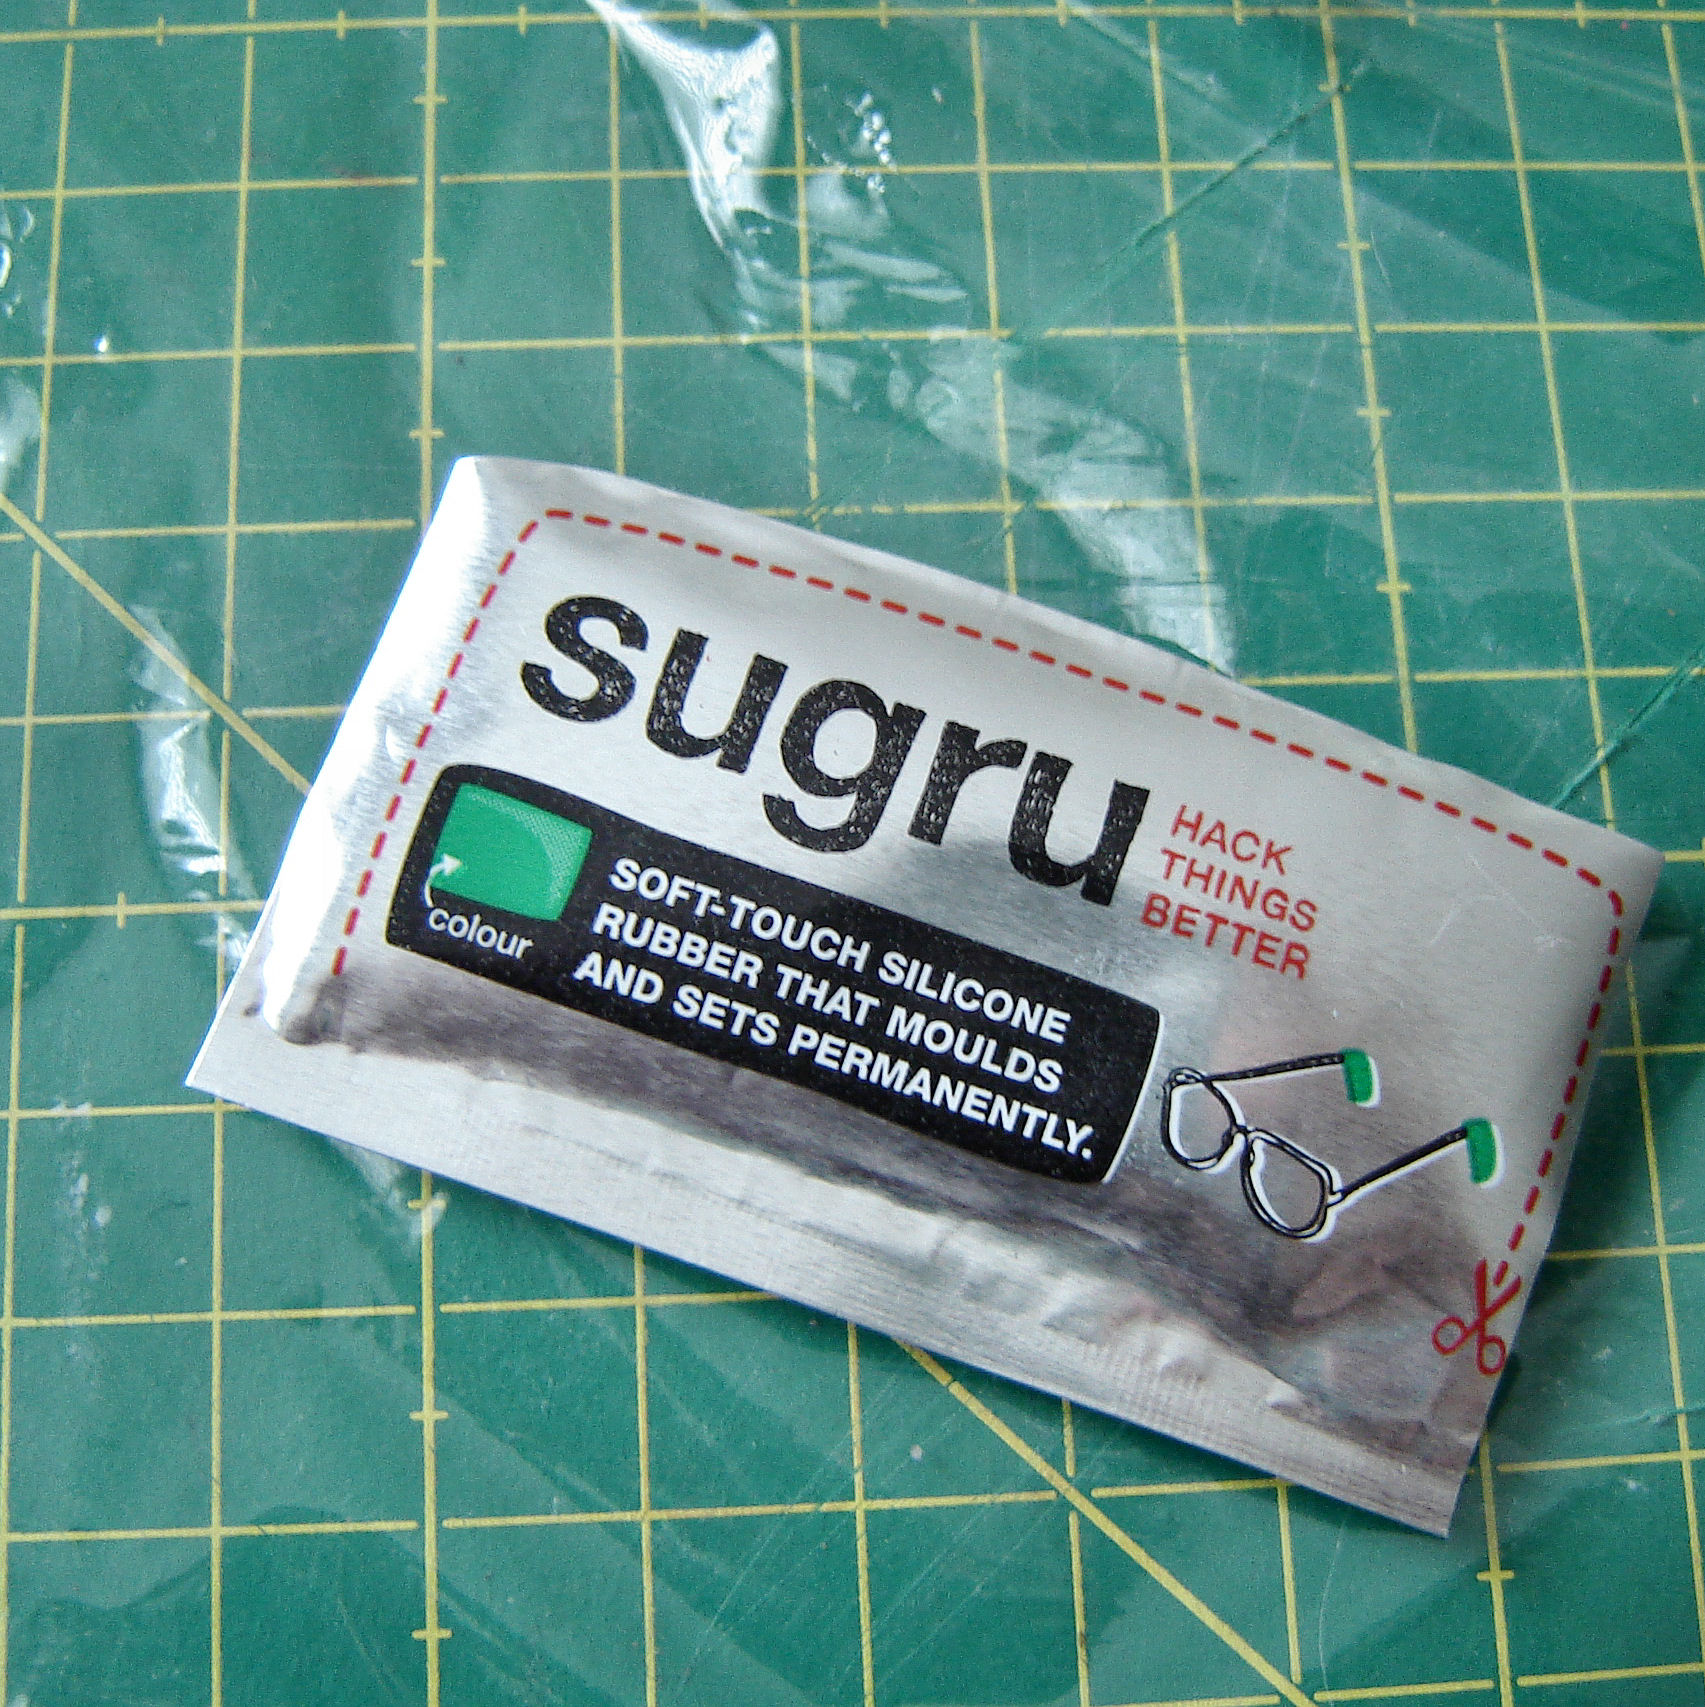 sugru
HACK
THINGS
BETTER
colour
SOFT-TOUCH SILICONE
RUBBER THAT MOULDS
AND SETS PERMANENTLY.